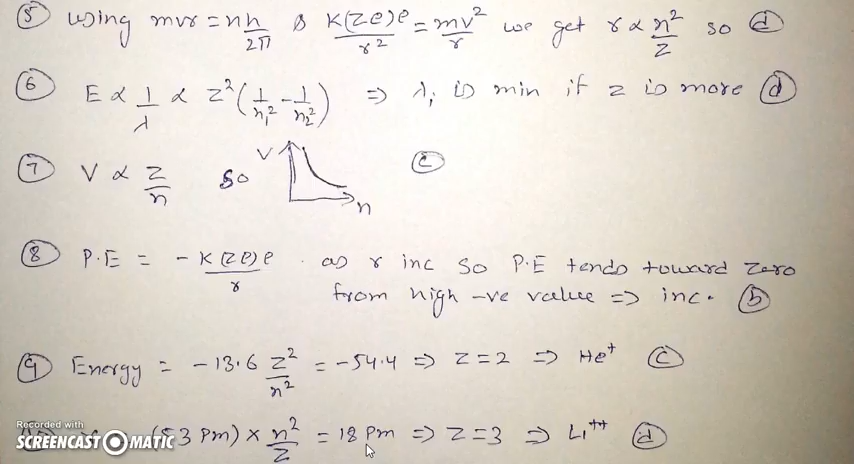 ⑤ using mvr = nh/2π & K(Ze)e/r² = mv²/r we get r ∝ n²/Z so ⓓ
⑥ E ∝ 1/λ ∝ Z²(1/n₁² - 1/n₂²) ⇒ λ, is min if Z is more ⓓ
⑦ V ∝ Z/n so V n ⓒ
⑧ P.E = - K(Ze)e/r . as r inc so P.E tends toward zero
from high -ve value ⇒ inc. ⓑ
⑨ Energy = -13.6 Z²/n² = -54.4 ⇒ Z=2 ⇒ He⁺ ⓒ
3 pm) × n²/Z = 18 pm ⇒ Z=3 ⇒ Li⁺⁺ ⓓ
Recorded with
SCREENCAST MATIC